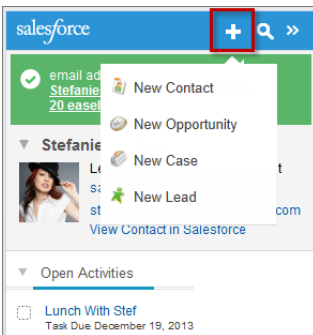 salesforce
email ad
Stefanie
20 easel
New Contact
New Opportunity
New Case
New Lead
Stefanie
Le
t
sa
st
com
View Contact in Salesforce
Open Activities
Lunch With Stef
Task Due December 19, 2013